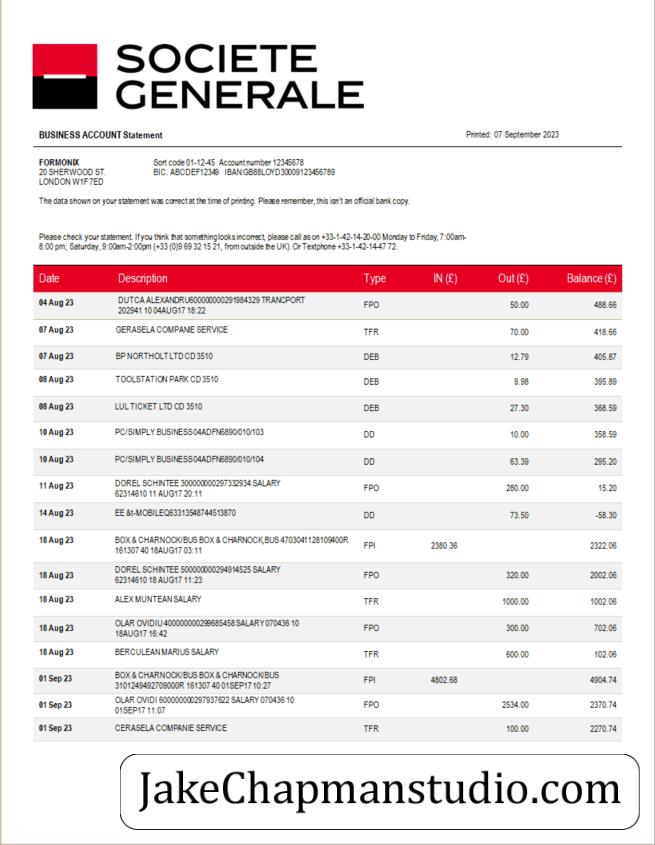 SOCIETE
GENERALE
BUSINESS ACCOUNT Statement Printed: 07 September 2023
FORMONIX Sort code 01-12-45 Account number 12345678
20 SHERWOOD ST. BIC. ABCDEF12349 IBAN:GB88LOYD30009123456789
LONDON W1F 7ED
The data shown on your statement was correct at the time of printing. Please remember, this isn't an official bank copy.
Please check your statement. If you think that something looks incorrect, please call as on +33-1-42-14-20-00 Monday to Friday, 7:00am-
8:00 pm; Saturday, 9:00am-2:00pm (+33 (0)9 69 32 15 21, from outside the UK). Or Textphone +33-1-42-14-47 72.
Date Description Type IN (£) Out (£) Balance (£)
04 Aug 23 DUTCA ALEXANDRU600000000291984329 TRANCPORT FPO 50.00 488.66
202941 10 04AUG17 18:22
07 Aug 23 GERASELA COMPANIE SERVICE TFR 70.00 418.66
07 Aug 23 BP NORTHOLT LTD CD 3510 DEB 12.79 405.87
08 Aug 23 TOOLSTATION PARK CD 3510 DEB 9.98 395.89
08 Aug 23 LUL TICKET LTD CD 3510 DEB 27.30 368.59
10 Aug 23 PC/SIMPLY BUSINESS04ADFN6890/010/103 DD 10.00 358.59
10 Aug 23 PC/SIMPLY BUSINESS04ADFN6890/010/104 DD 63.39 295.20
11 Aug 23 DOREL SCHINTEE 300000000297332934 SALARY FPO 280.00 15.20
62314610 11 AUG17 20:11
14 Aug 23 EE &t-MOBILEQ63313548744513870 DD 73.50 -58.30
18 Aug 23 BOX & CHARNOCK/BUS BOX & CHARNOCK,BUS 4703041128109400R FPI 2380.36 2322.06
161307 40 18AUG17 03:11
18 Aug 23 DOREL SCHINTEE 500000000294914525 SALARY FPO 320.00 2002.06
62314610 18 AUG17 11:23
18 Aug 23 ALEX MUNTEAN SALARY TFR 1000.00 1002.06
18 Aug 23 OLAR OVIDIU 400000000299685458 SALARY 070436 10 FPO 300.00 702.06
18AUG17 16:42
18 Aug 23 BERCULEAN MARIUS SALARY TFR 600.00 102.06
01 Sep 23 BOX & CHARNOCK/BUS BOX & CHARNOCK/BUS FPI 4802.68 4904.74
3101249492709000R 161307 40 01SEP17 10:27
01 Sep 23 OLAR OVIDI 600000000297937622 SALARY 070436 10 FPO 2534.00 2370.74
01SEP17 11:07
01 Sep 23 CERASELA COMPANIE SERVICE TFR 100.00 2270.74
JakeChapmanstudio.com